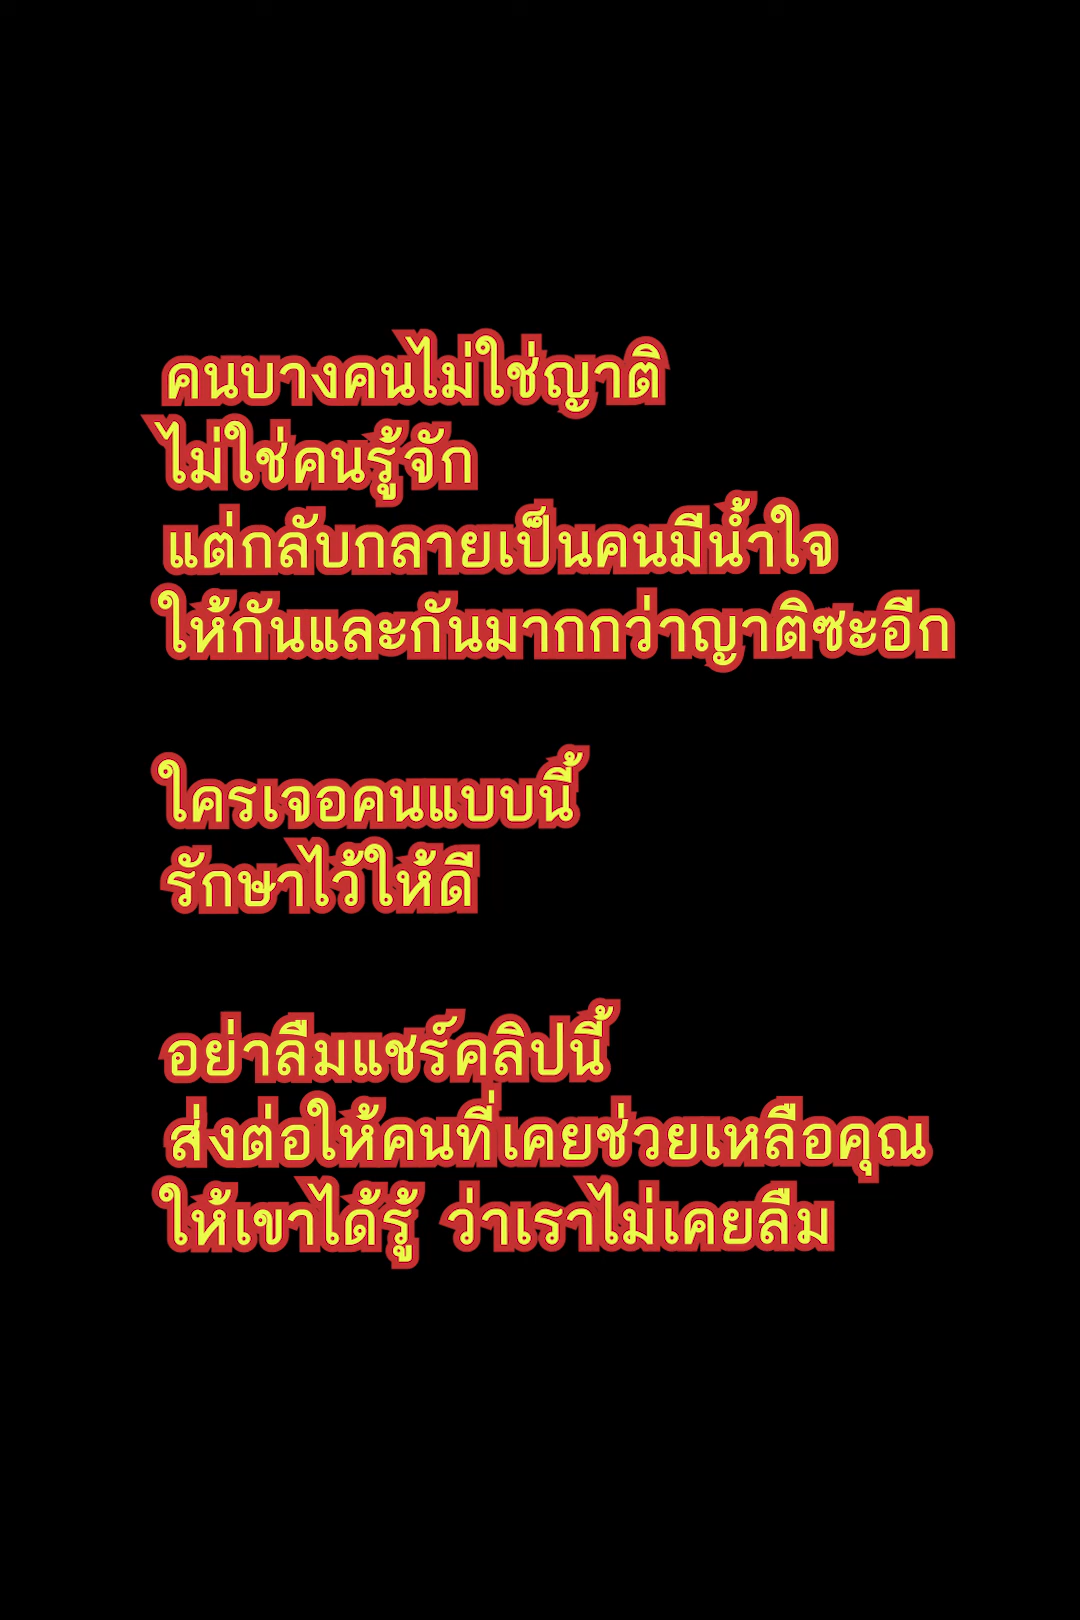 คนบางคนไม่ใช่ญาติ
ไม่ใช่คนรู้จัก
แต่กลับกลายเป็นคนมีน้ำใจ
ให้กันและกันมากกว่าญาติซะอีก
ใครเจอคนแบบนี้
รักษาไว้ให้ดี
อย่าลืมแชร์คลิปนี้
ส่งต่อให้คนที่เคยช่วยเหลือคุณ
ให้เขาได้รู้ ว่าเราไม่เคยลืม